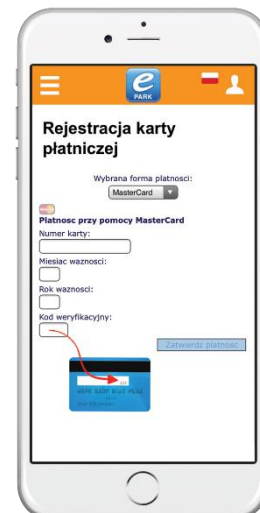 e
PARK
Rejestracja karty
płatniczej
Wybrana forma platnosci:
MasterCard
Platnosc przy pomocy MasterCard
Numer karty:
Miesiac waznosci:
Rok waznosci:
Kod weryfikacyjny:
Zatwierdz platnosc